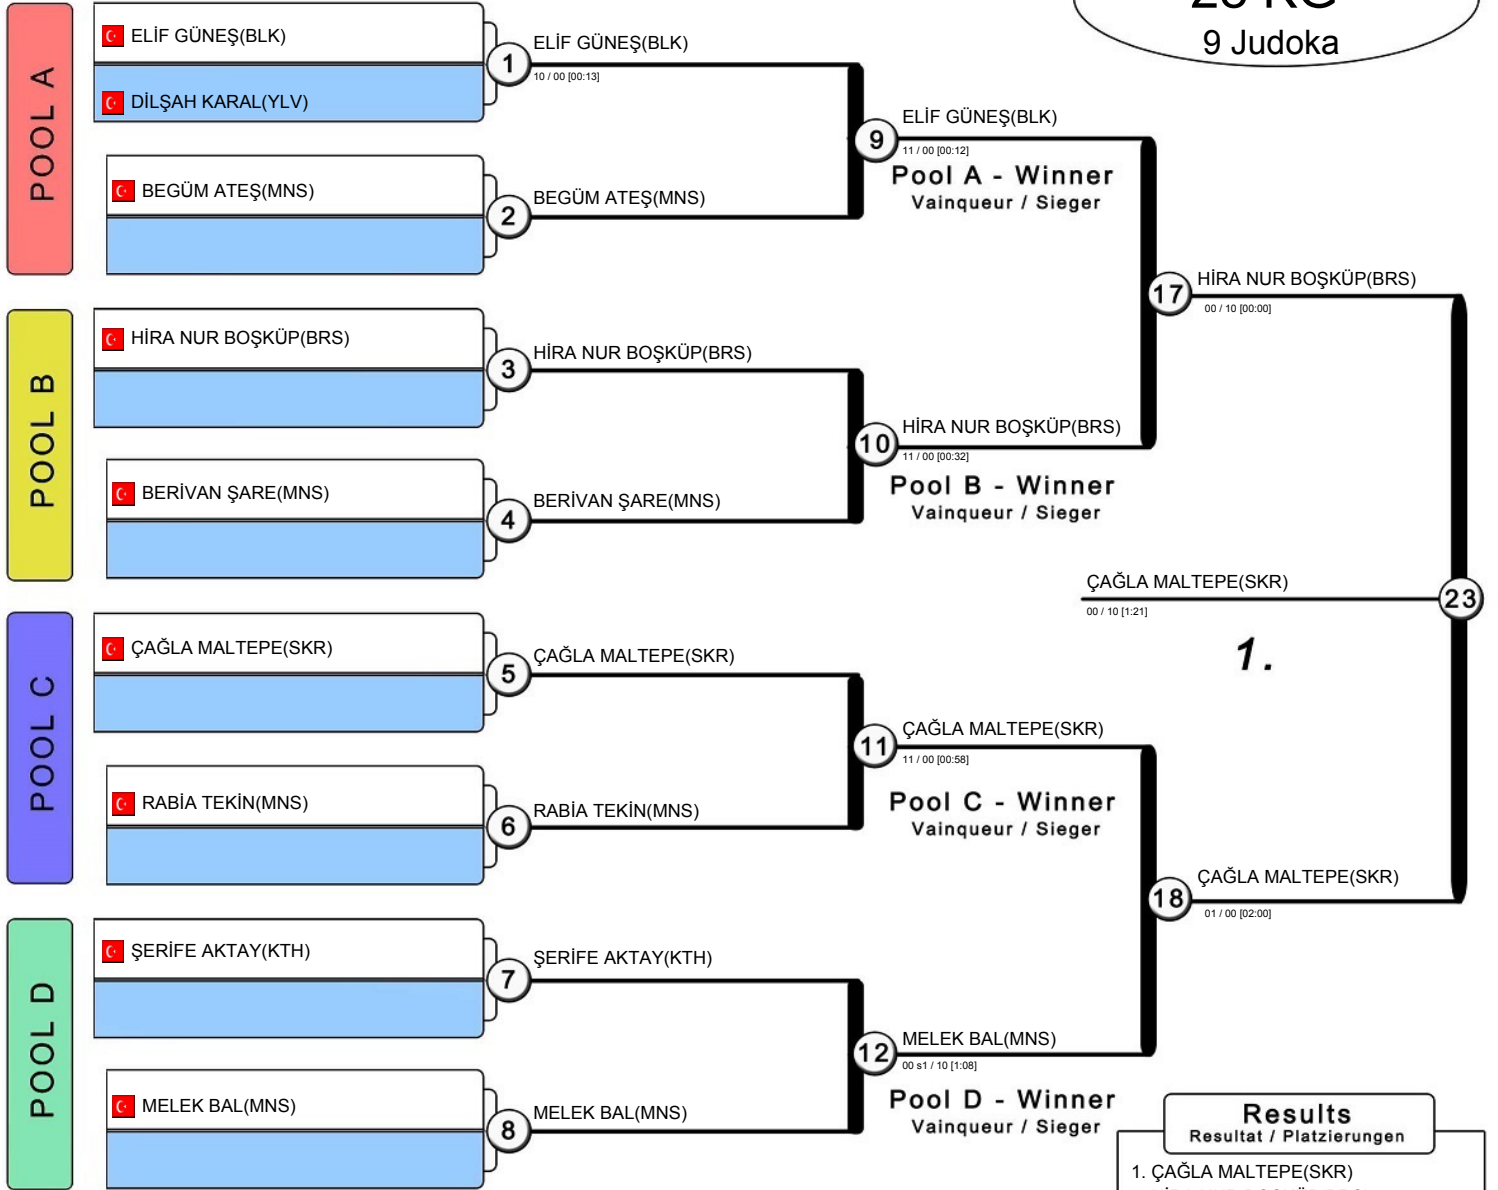 9 Judoka
POOL A
ELİF GÜNEŞ(BLK)
DİLŞAH KARAL(YLV)
1
ELİF GÜNEŞ(BLK)
10 / 00 [00:13]
BEGÜM ATEŞ(MNS)
2
BEGÜM ATEŞ(MNS)
9
ELİF GÜNEŞ(BLK)
11 / 00 [00:12]
Pool A - Winner
Vainqueur / Sieger
POOL B
HİRA NUR BOŞKÜP(BRS)
3
HİRA NUR BOŞKÜP(BRS)
BERİVAN ŞARE(MNS)
4
BERİVAN ŞARE(MNS)
10
HİRA NUR BOŞKÜP(BRS)
11 / 00 [00:32]
Pool B - Winner
Vainqueur / Sieger
17
HİRA NUR BOŞKÜP(BRS)
00 / 10 [00:00]
POOL C
ÇAĞLA MALTEPE(SKR)
5
ÇAĞLA MALTEPE(SKR)
RABİA TEKİN(MNS)
6
RABİA TEKİN(MNS)
11
ÇAĞLA MALTEPE(SKR)
11 / 00 [00:58]
Pool C - Winner
Vainqueur / Sieger
POOL D
ŞERİFE AKTAY(KTH)
7
ŞERİFE AKTAY(KTH)
MELEK BAL(MNS)
8
MELEK BAL(MNS)
12
MELEK BAL(MNS)
00 s1 / 10 [1:08]
Pool D - Winner
Vainqueur / Sieger
18
ÇAĞLA MALTEPE(SKR)
01 / 00 [02:00]
ÇAĞLA MALTEPE(SKR)
23
00 / 10 [1:21]
1.
Results
Resultat / Platzierungen
1. ÇAĞLA MALTEPE(SKR)